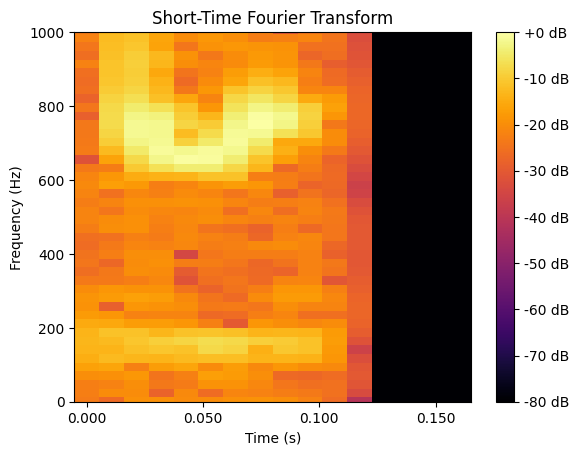 Short-Time Fourier Transform
1000
800
600
400
200
0
Frequency (Hz)
0.000
0.050
0.100
0.150
Time (s)
+0 dB
-10 dB
-20 dB
-30 dB
-40 dB
-50 dB
-60 dB
-70 dB
-80 dB